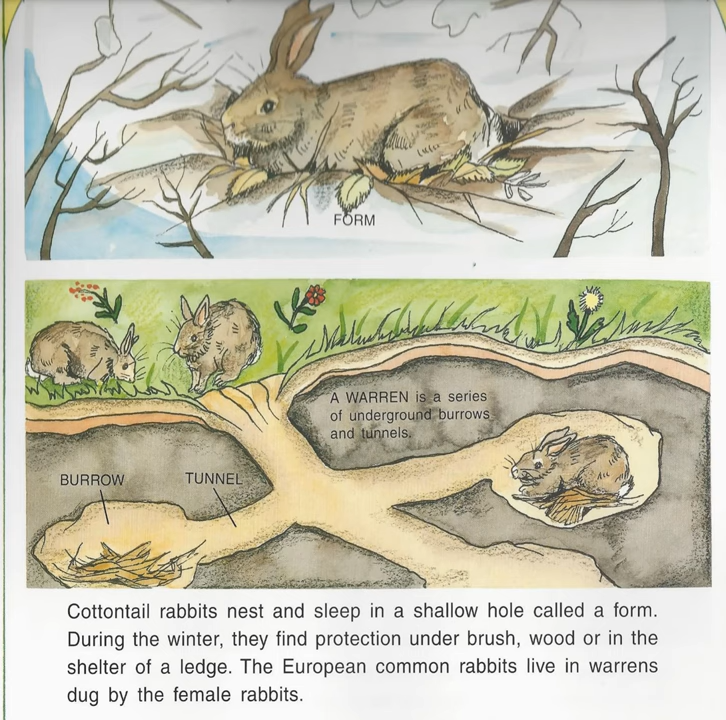 FORM
A WARREN is a series
of underground burrows
and tunnels.
BURROW
TUNNEL
Cottontail rabbits nest and sleep in a shallow hole called a form.
During the winter, they find protection under brush, wood or in the
shelter of a ledge. The European common rabbits live in warrens
dug by the female rabbits.